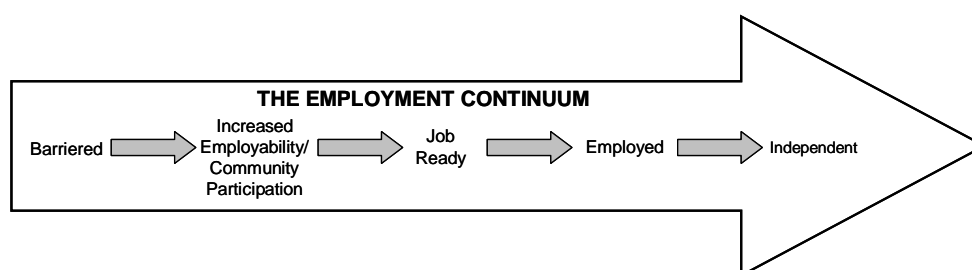 THE EMPLOYMENT CONTINUUM
Barriered
Increased
Employability/
Community
Participation
Job
Ready
Employed
Independent